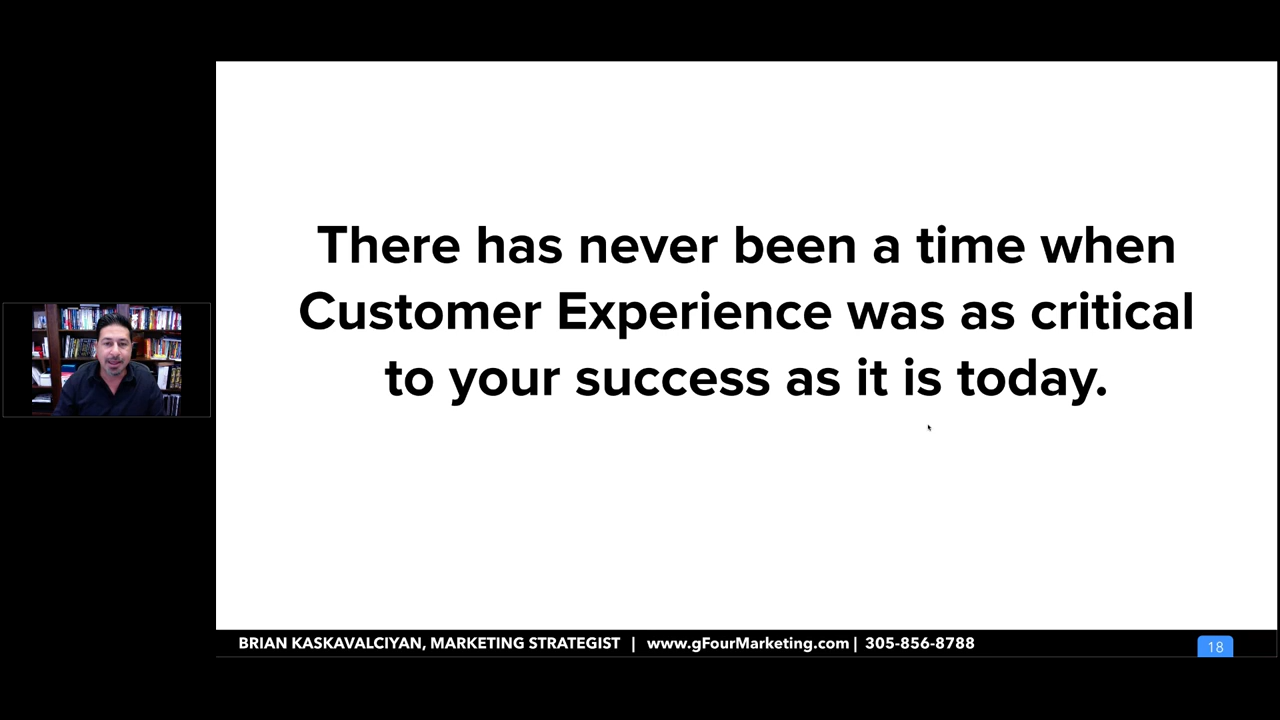 There has never been a time when
Customer Experience was as critical
to your success as it is today.
BRIAN KASKAVALCIYAN, MARKETING STRATEGIST | www.gFourMarketing.com | 305-856-8788
18